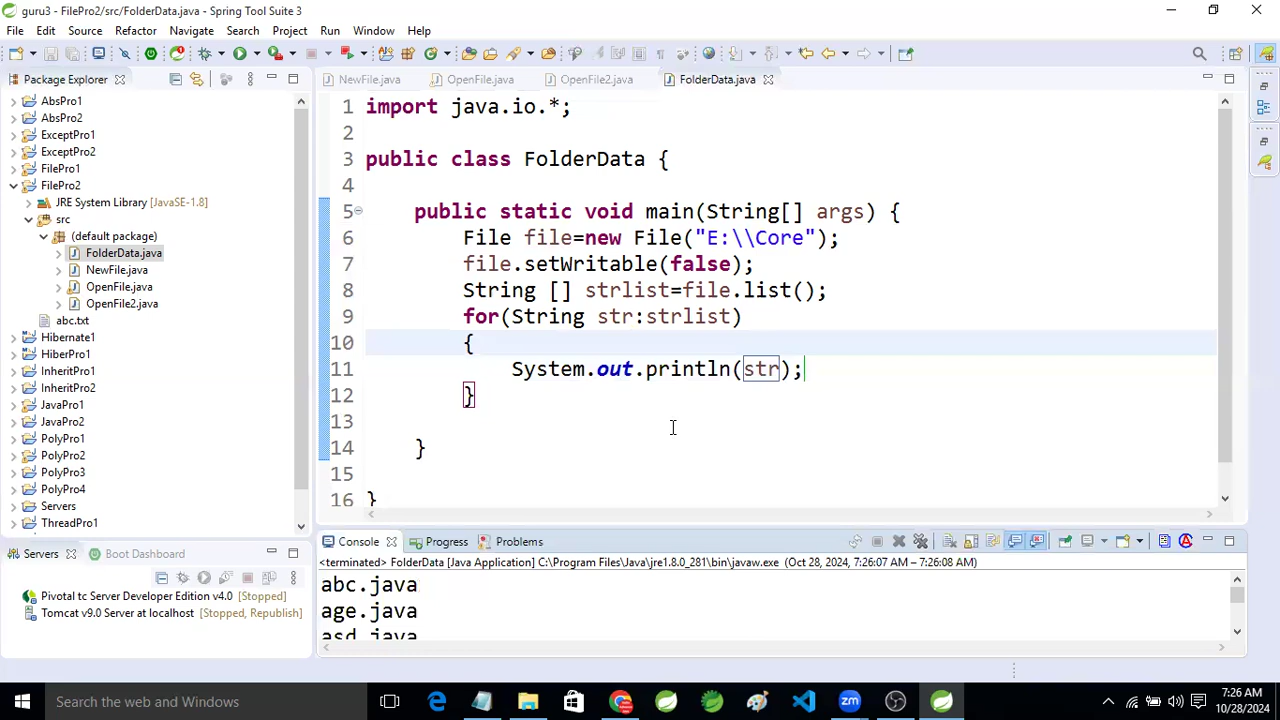 guru3 - FilePro2/src/FolderData.java - Spring Tool Suite 3
File Edit Source Refactor Navigate Search Project Run Window Help
Package Explorer
NewFile.java OpenFile.java OpenFile2.java FolderData.java
AbsPro1
AbsPro2
ExceptPro1
ExceptPro2
FilePro1
FilePro2
JRE System Library [JavaSE-1.8]
src
(default package)
FolderData.java
NewFile.java
OpenFile.java
OpenFile2.java
abc.txt
Hibernate1
HiberPro1
InheritPro1
InheritPro2
JavaPro1
JavaPro2
PolyPro1
PolyPro2
PolyPro3
PolyPro4
Servers
ThreadPro1
1 import java.io.*;
2
3 public class FolderData {
4
5 public static void main(String[] args) {
6 File file=new File("E:\\Core");
7 file.setWritable(false);
8 String [] strlist=file.list();
9 for(String str:strlist)
10 {
11 System.out.println(str);
12 }
13
14 }
15
16 }
Servers Boot Dashboard
Pivotal tc Server Developer Edition v4.0 [Stopped]
Tomcat v9.0 Server at localhost [Stopped, Republish]
Console Progress Problems
<terminated> FolderData [Java Application] C:\Program Files\Java\jre1.8.0_281\bin\javaw.exe (Oct 28, 2024, 7:26:07 AM – 7:26:08 AM)
abc.java
age.java
asd.java
Search the web and Windows
zm
7:26 AM
10/28/2024